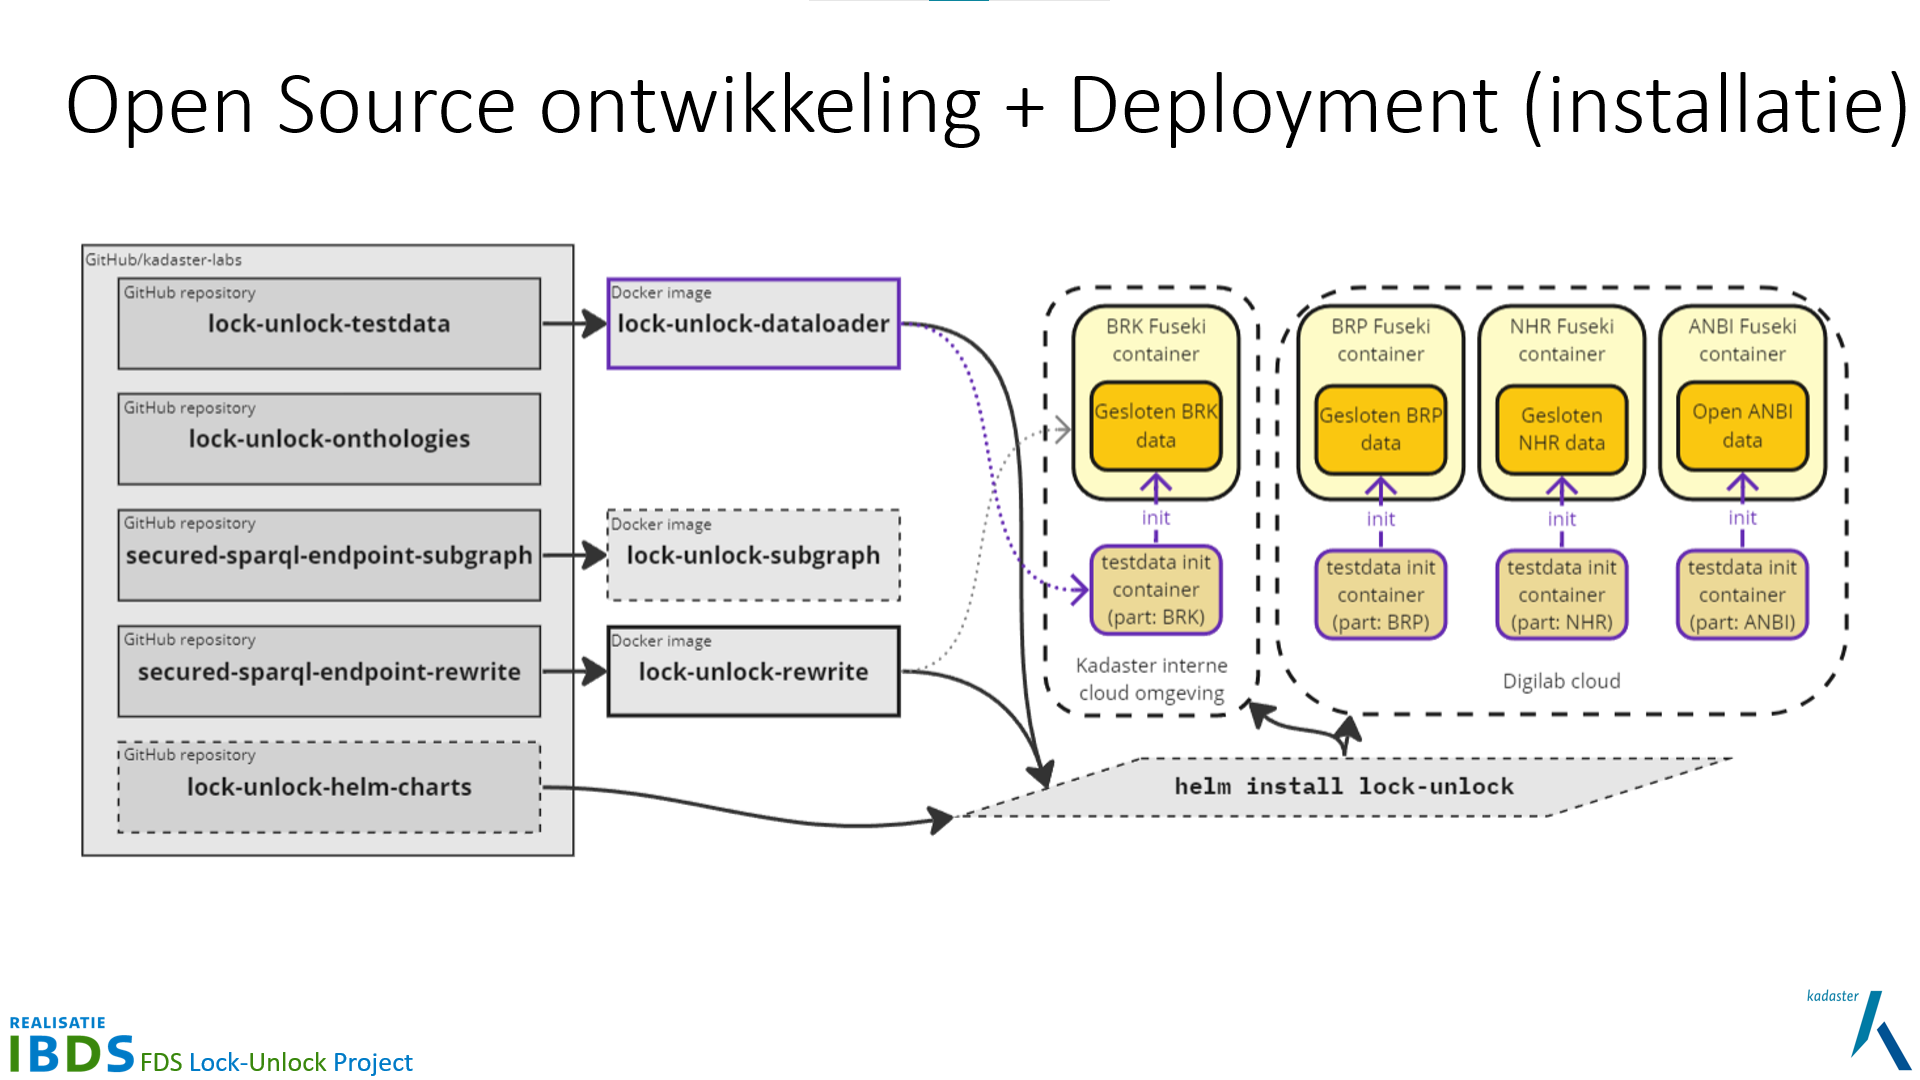 Open Source ontwikkeling + Deployment (installatie)
GitHub/kadaster-labs
GitHub repository
lock-unlock-testdata
GitHub repository
lock-unlock-onthologies
GitHub repository
secured-sparql-endpoint-subgraph
GitHub repository
secured-sparql-endpoint-rewrite
GitHub repository
lock-unlock-helm-charts
Docker image
lock-unlock-dataloader
Docker image
lock-unlock-subgraph
Docker image
lock-unlock-rewrite
BRK Fuseki
container
Gesloten BRK
data
init
testdata init
container
(part: BRK)
Kadaster interne
cloud omgeving
BRP Fuseki
container
Gesloten BRP
data
init
testdata init
container
(part: BRP)
NHR Fuseki
container
Gesloten
NHR data
init
testdata init
container
(part: NHR)
ANBI Fuseki
container
Open ANBI
data
init
testdata init
container
(part: ANBI)
Digilab cloud
helm install lock-unlock
REALISATIE
IBDS FDS Lock-Unlock Project
kadaster